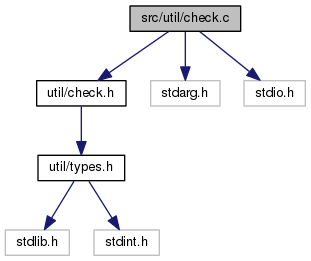 src/util/check.c
util/check.h
stdarg.h
stdio.h
util/types.h
stdlib.h
stdint.h